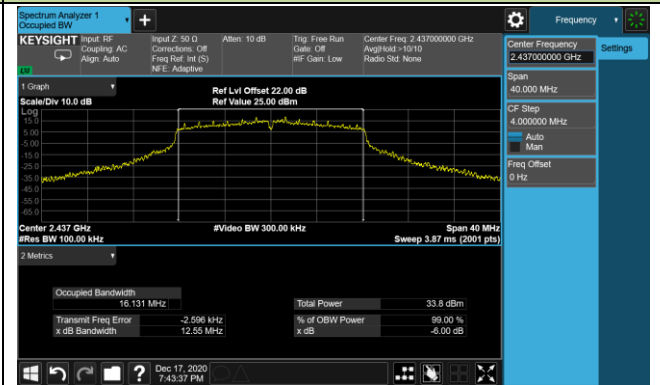 Spectrum Analyzer 1
Occupied BW
+
Frequency
KEYSIGHT
Input: RF
Coupling: AC
Align: Auto
Input Z: 50 Ω
Corrections: Off
Freq Ref: Int (S)
NFE: Adaptive
Atten: 10 dB
Trig: Free Run
Gate: Off
#IF Gain: Low
Center Freq: 2.437000000 GHz
Avg|Hold:>10/10
Radio Std: None
Center Frequency
2.437000000 GHz
Settings
Span
40.000 MHz
CF Step
4.000000 MHz
Auto
Man
Freq Offset
0 Hz
1 Graph
Scale/Div 10.0 dB
Ref Lvl Offset 22.00 dB
Ref Value 25.00 dBm
Log
15.0
5.00
-5.00
-15.0
-25.0
-35.0
-45.0
-55.0
-65.0
Center 2.437 GHz
#Video BW 300.00 kHz
Span 40 MHz
#Res BW 100.00 kHz
Sweep 3.87 ms (2001 pts)
2 Metrics
Occupied Bandwidth
16.131 MHz
Total Power
33.8 dBm
Transmit Freq Error
-2.596 kHz
% of OBW Power
99.00 %
x dB Bandwidth
12.55 MHz
x dB
-6.00 dB
?
Dec 17, 2020
7:43:37 PM